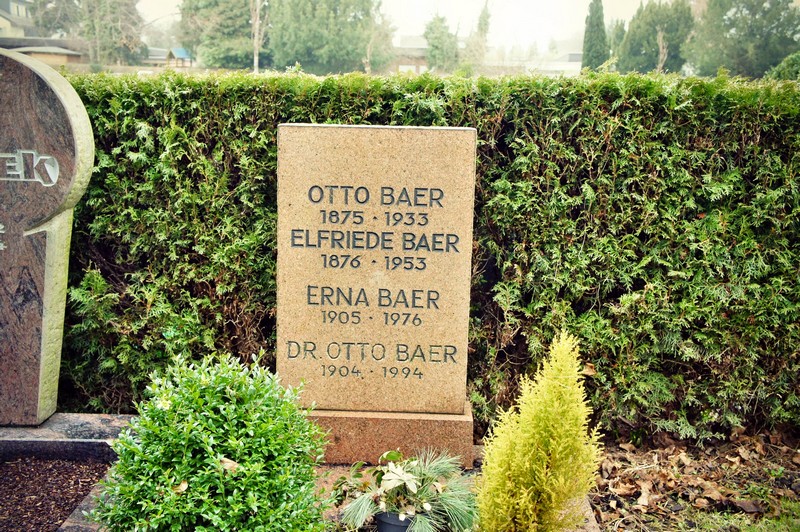 OTTO BAER
1875 · 1933
ELFRIEDE BAER
1876 · 1953
ERNA BAER
1905 · 1976
DR. OTTO BAER
1904 · 1994